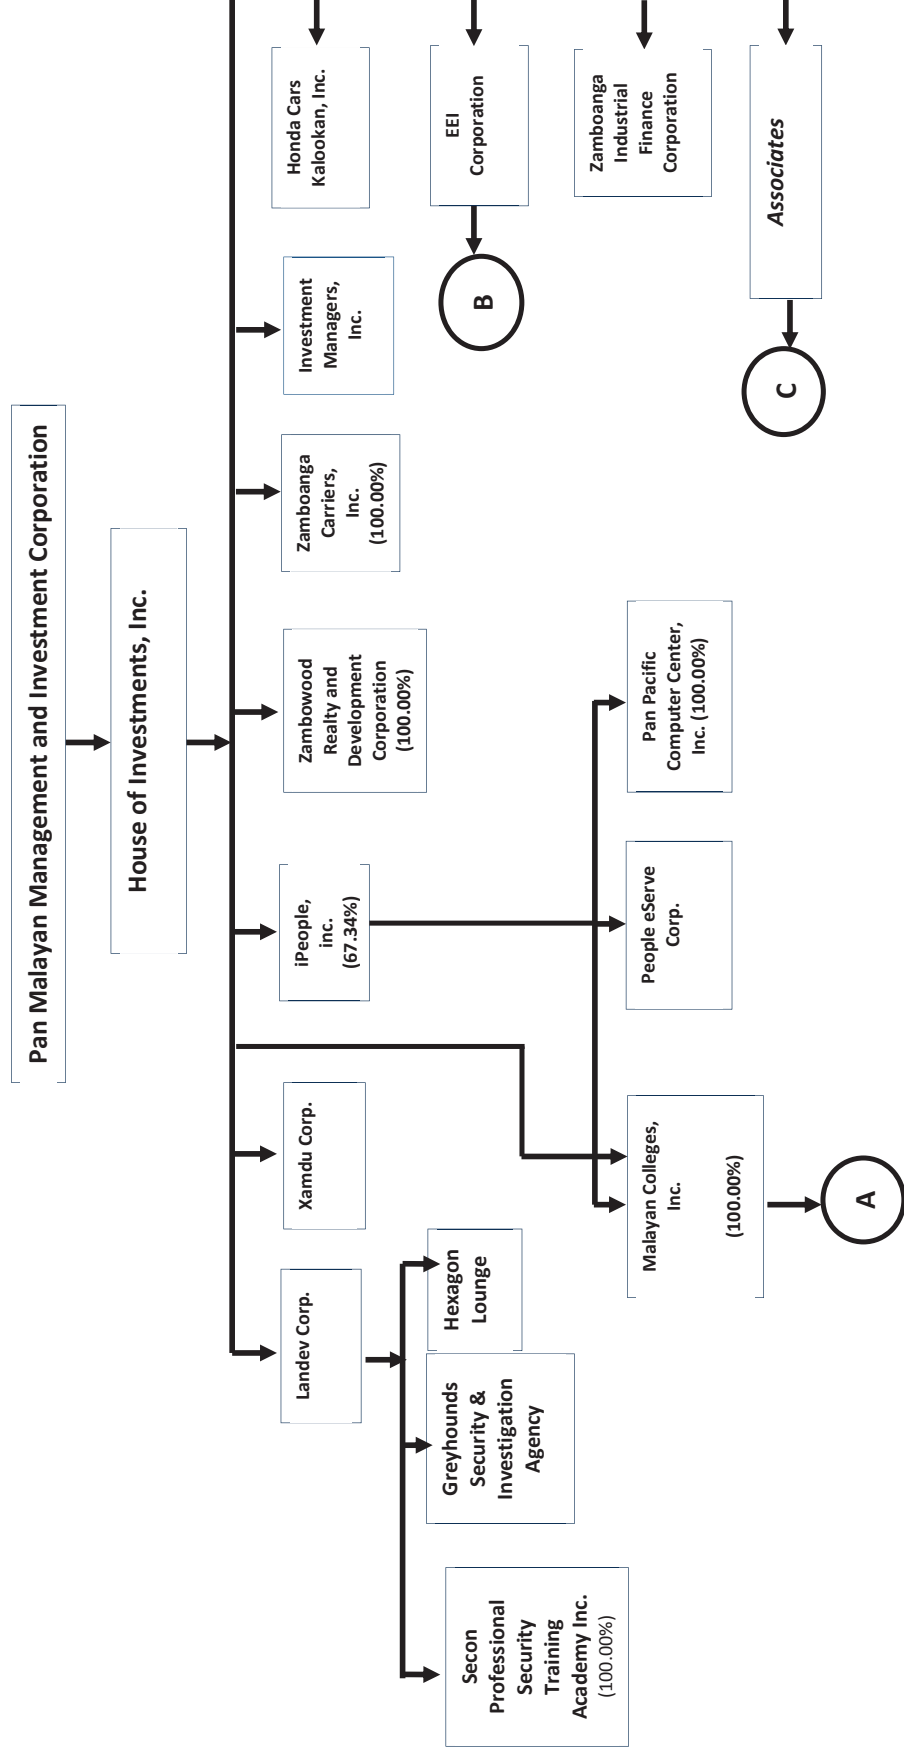 Pan Malayan Management and Investment Corporation
House of Investments, Inc.
Landev Corp.
Xamdu Corp.
iPeople,
inc.
(67.34%)
Zambowood
Realty and
Development
Corporation
(100.00%)
Zamboanga
Carriers,
Inc.
(100.00%)
Investment
Managers,
Inc.
Honda Cars
Kalookan, Inc.
Secon
Professional
Security
Training
Academy Inc.
(100.00%)
Greyhounds
Security &
Investigation
Agency
Hexagon
Lounge
B
EEI
Corporation
Malayan Colleges,
Inc.
(100.00%)
People eServe
Corp.
Pan Pacific
Computer Center,
Inc. (100.00%)
Zamboanga
Industrial
Finance
Corporation
A
C
Associates